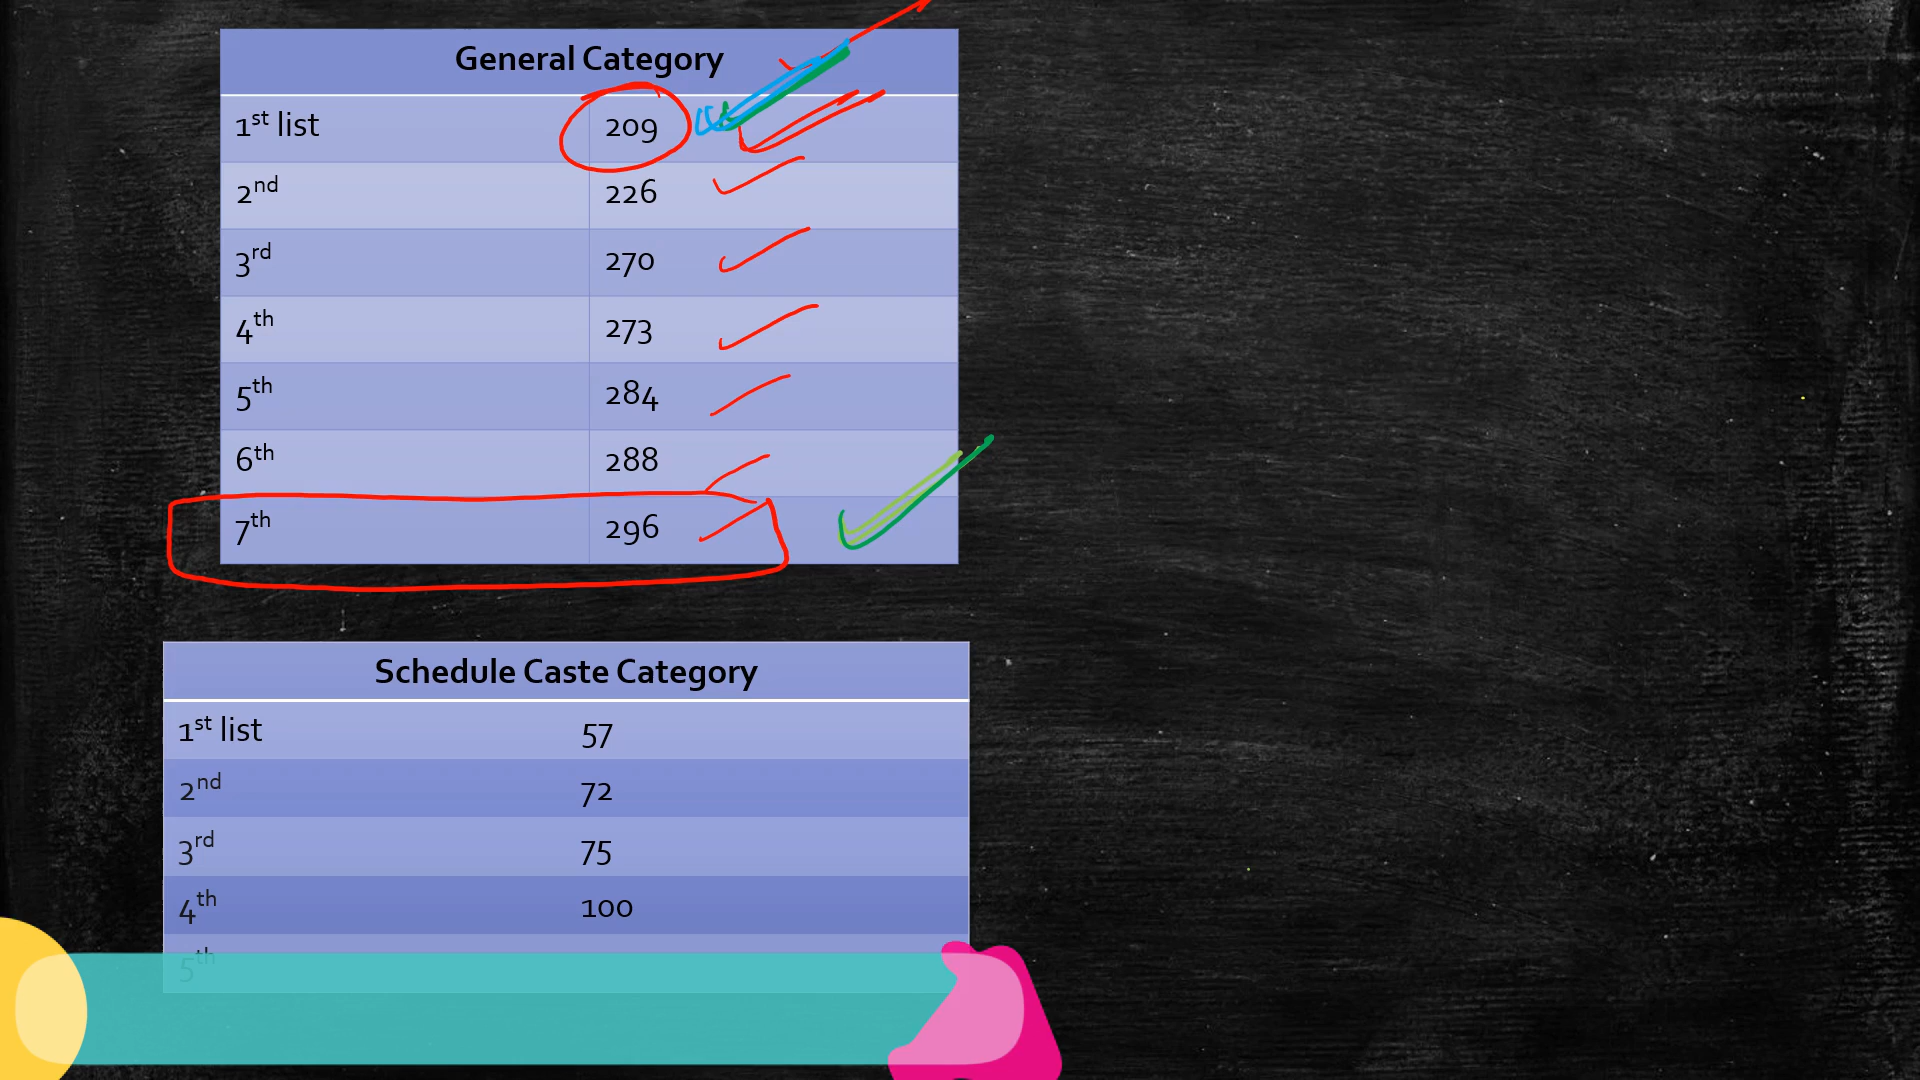 General Category
1st list 209
2nd 226
3rd 270
4th 273
5th 284
6th 288
7th 296
Schedule Caste Category
1st list 57
2nd 72
3rd 75
4th 100
5th